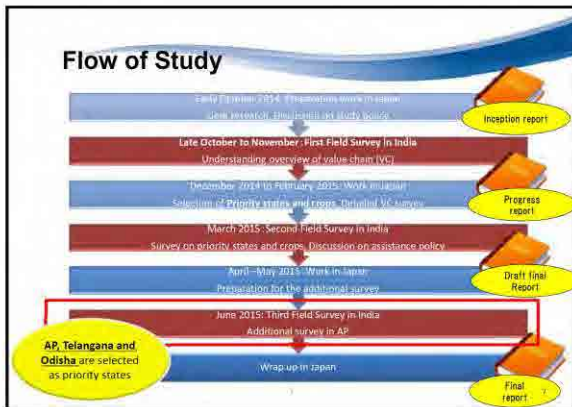 Flow of Study
Early October 2014: Preparation work in Japan
Desk research, Discussion on study policy
Inception report
Late October to November: First Field Survey in India
Understanding overview of value chain (VC)
December 2014 to February 2015: Work in Japan
Selection of Priority states and crops, Detailed VC survey
Progress
report
March 2015: Second Field Survey in India
Survey on priority states and crops, Discussion on assistance policy
April –May 2015: Work in Japan
Preparation for the additional survey
Draft final
Report
June 2015: Third Field Survey in India
Additional survey in AP
AP, Telangana and
Odisha are selected
as priority states
Wrap up in Japan
Final
report